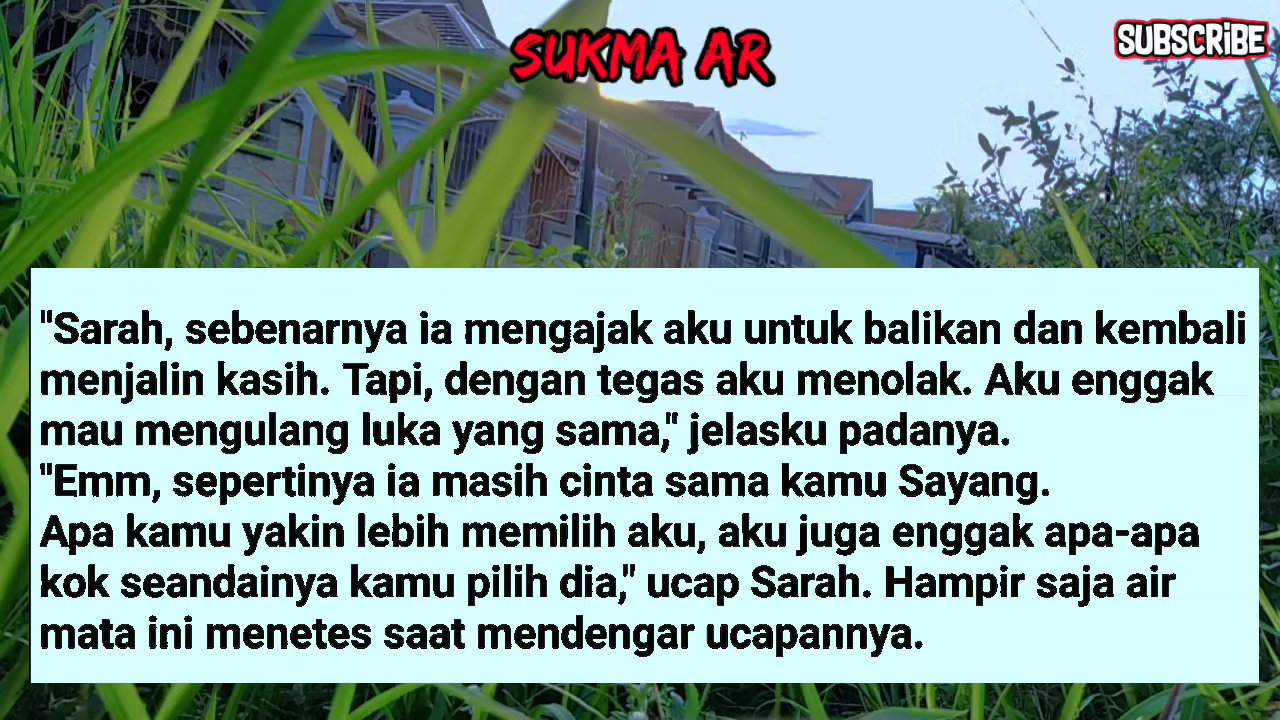 SUKMA AR
SUBSCRIBE
"Sarah, sebenarnya ia mengajak aku untuk balikan dan kembali
menjalin kasih. Tapi, dengan tegas aku menolak. Aku enggak
mau mengulang luka yang sama," jelasku padanya.
"Emm, sepertinya ia masih cinta sama kamu Sayang.
Apa kamu yakin lebih memilih aku, aku juga enggak apa-apa
kok seandainya kamu pilih dia," ucap Sarah. Hampir saja air
mata ini menetes saat mendengar ucapannya.